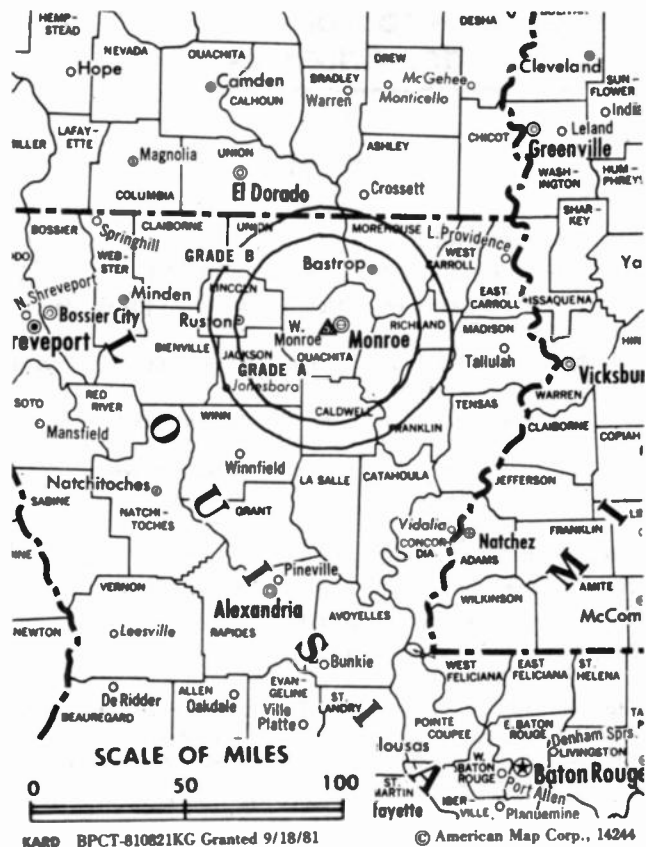 HEMP-
STEAD
NEVADA
OUACHITA
DREW
DESHA
Hope
Camden
CALHOUN
BRADLEY
Warren
McGehee
Monticello
Cleveland
SUN-
FLOWER
LAFAY-
ETTE
Magnolia
UNION
ASHLEY
CHICOT
Leland
Greenville
WASH-
INGTON
HUM-
PHREYS
COLUMBIA
El Dorado
Crossett
BOSSIER
Springhill
CLAIBORNE
UNION
MOREHOUSE
L. Providence
SHAR-
KEY
WEB-
STER
GRADE B
Bastrop
WEST
CARROLL
EAST
CARROLL
ISSAQUENA
N. Shreveport
Minden
LINCOLN
Bossier City
Ruston
W.
Monroe
Monroe
RICHLAND
MADISON
reveport
BIENVILLE
JACKSON
OUACHITA
Tallulah
Vicksbur
GRADE A
Jonesboro
WARREN
RED
RIVER
SOTO
WINN
CALDWELL
FRANKLIN
TENSAS
CLAIBORNE
COPIAH
Mansfield
Winnfield
LA SALLE
CATAHOULA
JEFFERSON
Natchitoches
SABINE
NATCHI-
TOCHES
GRANT
Vidalia
CONCOR-
DIA
Natchez
ADAMS
FRANKLIN
Pineville
AMITE
VERNON
Alexandria
AVOYELLES
WILKINSON
McCom
NEWTON
Leesville
RAPIDES
Bunkie
WEST
FELICIANA
EAST
FELICIANA
ST.
HELENA
De Ridder
ALLEN
Oakdale
EVAN-
GELINE
Ville
Platte
ST.
LANDRY
BEAUREGARD
POINTE
COUPEE
E. BATON
ROUGE
Denham Sprs.
LIVINGSTON
lousas
W.
BATON
ROUGE
Baton Rouge
Port Allen
ST.
MARTIN
fayette
IBER-
VILLE
Plaquemine
L O U I S I A
M I
SCALE OF MILES
0 50 100
KARD BPCT-810821KG Granted 9/18/81
© American Map Corp., 14244